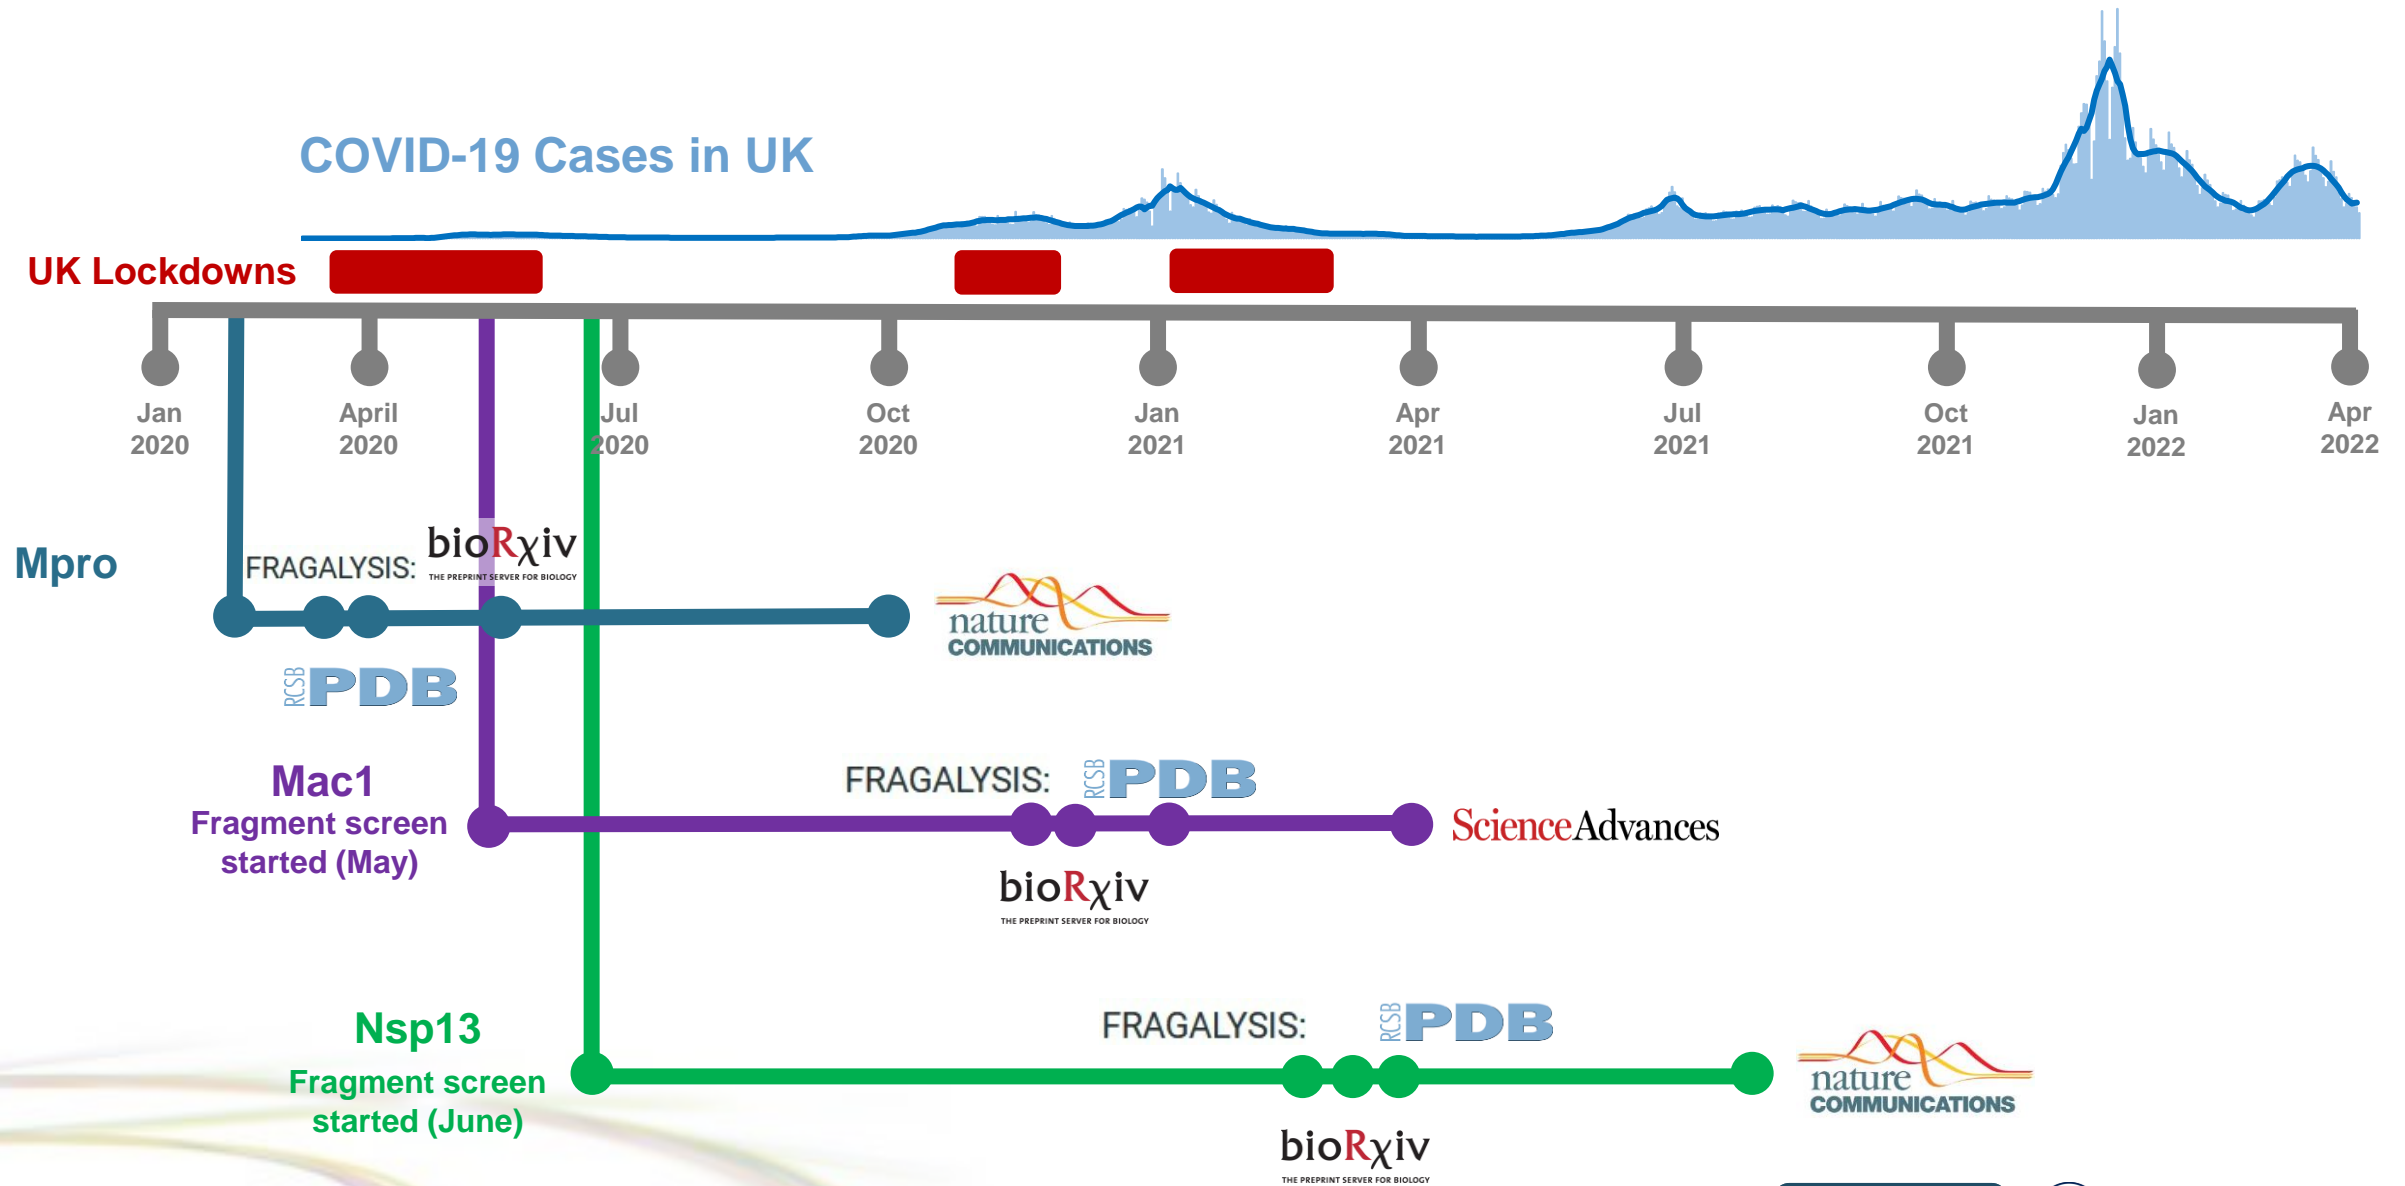 COVID-19 Cases in UK
UK Lockdowns
Jan
2020
April
2020
Jul
2020
Oct
2020
Jan
2021
Apr
2021
Jul
2021
Oct
2021
Jan
2022
Apr
2022
Mpro
FRAGALYSIS:
bioRχiv
THE PREPRINT SERVER FOR BIOLOGY
nature
COMMUNICATIONS
RCSB PDB
Mac1
Fragment screen
started (May)
FRAGALYSIS:
RCSB PDB
ScienceAdvances
bioRχiv
THE PREPRINT SERVER FOR BIOLOGY
Nsp13
Fragment screen
started (June)
FRAGALYSIS:
RCSB PDB
nature
COMMUNICATIONS
bioRχiv
THE PREPRINT SERVER FOR BIOLOGY